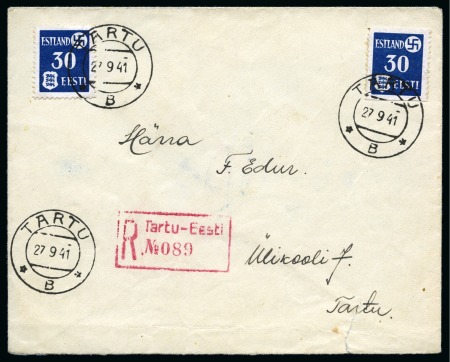 ESTLAND
30
EESTI
TARTU
27.9.41
B
ESTLAND
30
EESTI
TARTU
27.9.41
B
Härra
F. Edur.
TARTU
27.9.41
B
R Tartu-Eesti
№089
Ülikooli 7.
Tartu.